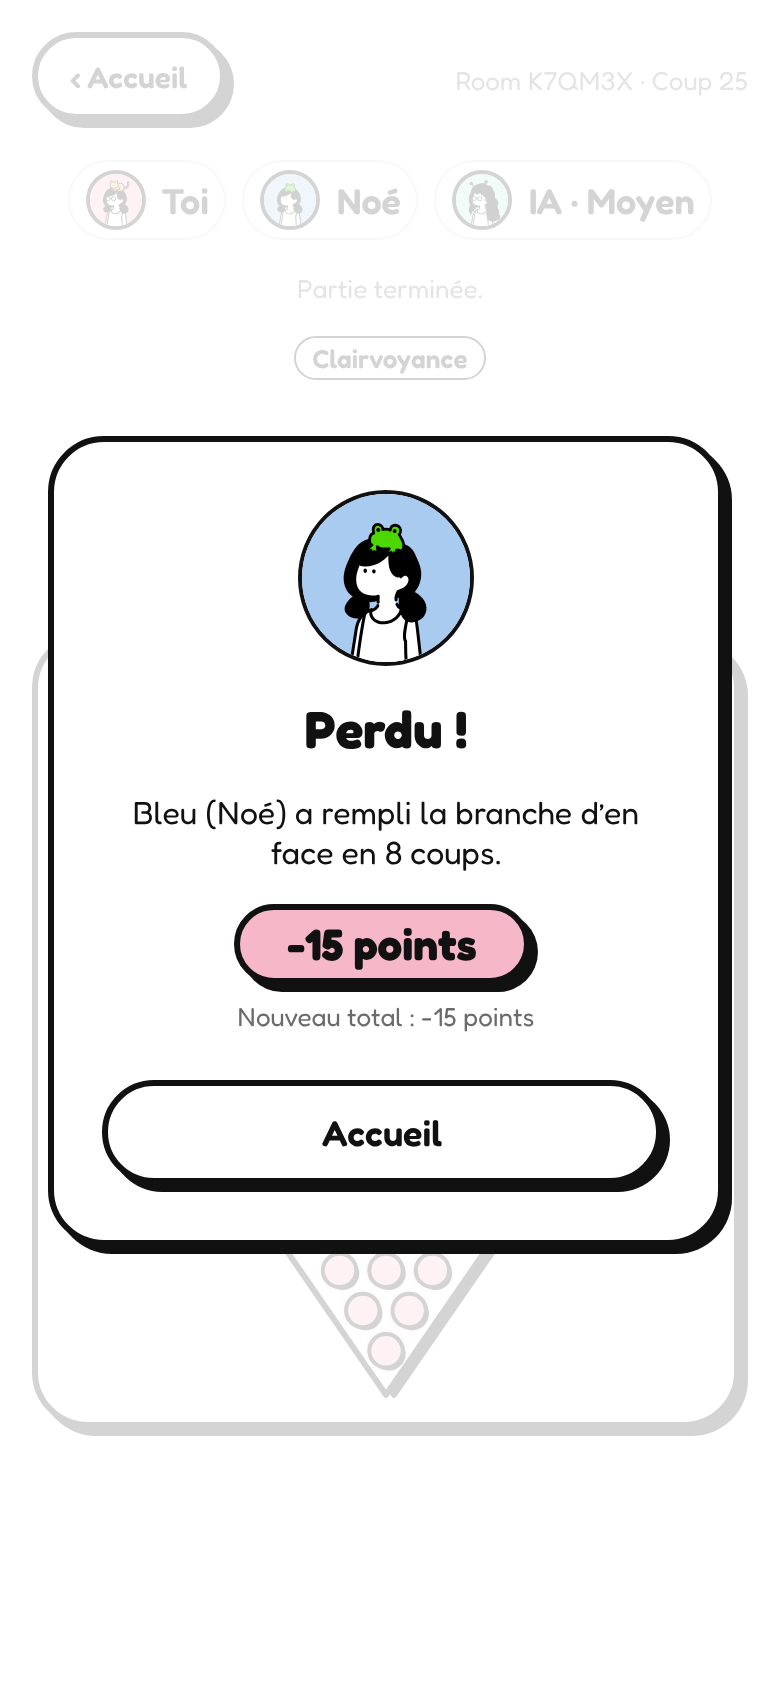 ‹ Accueil
Room K7QM3X · Coup 25
Toi
Noé
IA · Moyen
Partie terminée.
Clairvoyance
Perdu !
Bleu (Noé) a rempli la branche d’en
face en 8 coups.
-15 points
Nouveau total : -15 points
Accueil